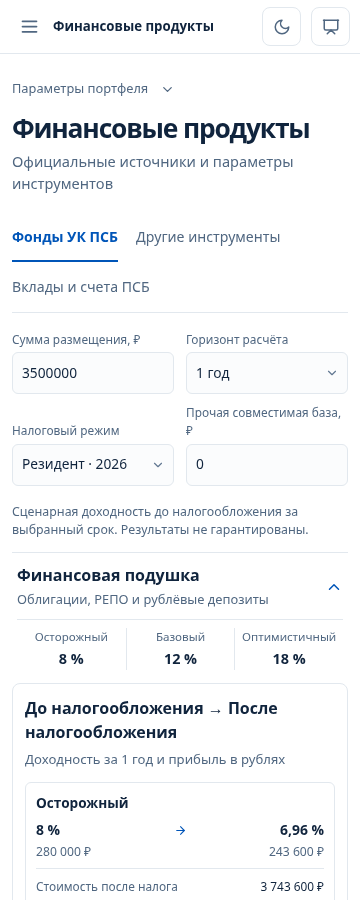 Финансовые продукты
Параметры портфеля
Финансовые продукты
Официальные источники и параметры
инструментов
Фонды УК ПСБ
Другие инструменты
Вклады и счета ПСБ
Сумма размещения, ₽
Горизонт расчёта
3500000
1 год
Налоговый режим
Прочая совместимая база,
₽
Резидент · 2026
0
Сценарная доходность до налогообложения за
выбранный срок. Результаты не гарантированы.
Финансовая подушка
Облигации, РЕПО и рублёвые депозиты
Осторожный
Базовый
Оптимистичный
8 %
12 %
18 %
До налогообложения → После
налогообложения
Доходность за 1 год и прибыль в рублях
Осторожный
8 % → 6,96 %
280 000 ₽
243 600 ₽
Стоимость после налога
3 743 600 ₽